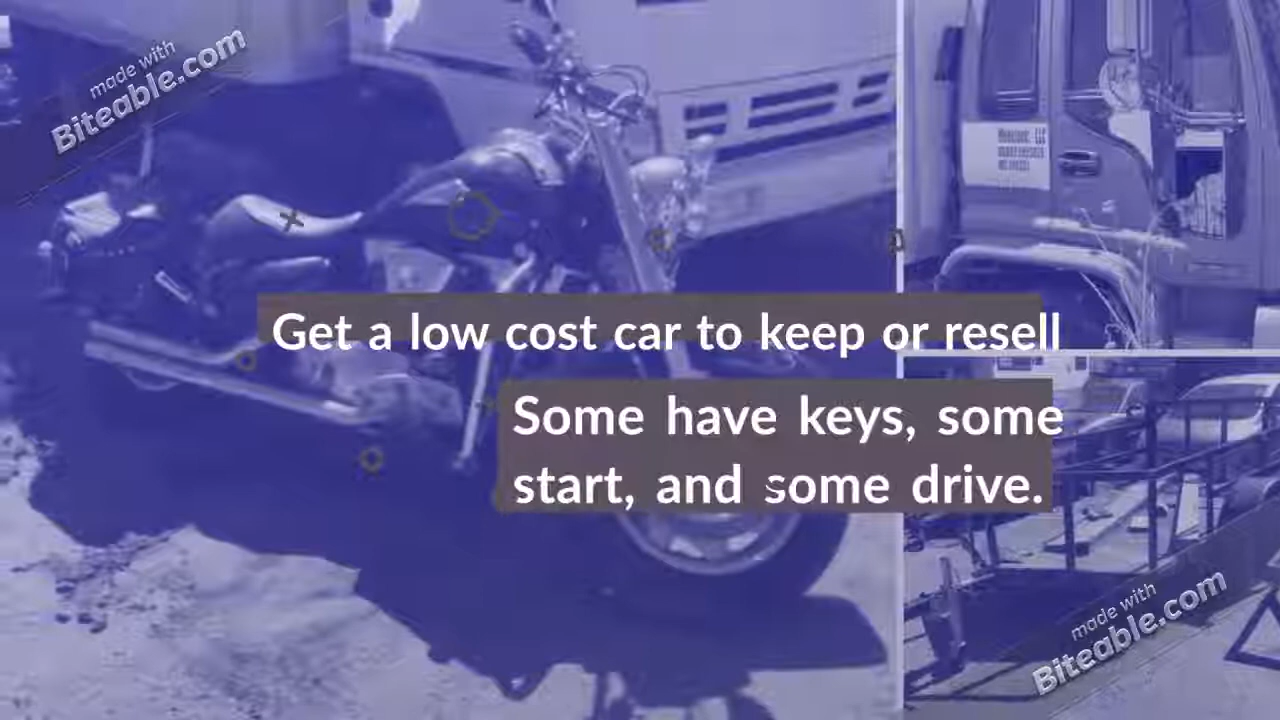 made with
Biteable.com
Get a low cost car to keep or resell
Some have keys, some
start, and some drive.
made with
Biteable.com